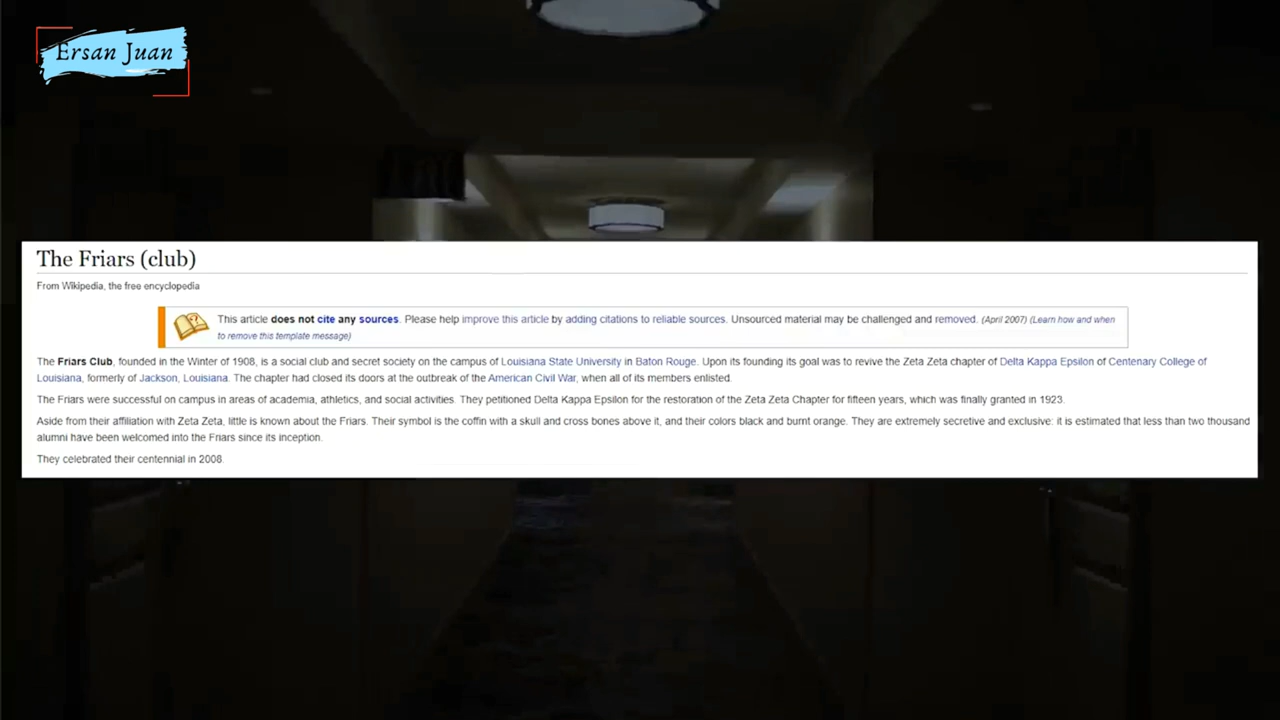 Ersan Juan
The Friars (club)
From Wikipedia, the free encyclopedia
This article does not cite any sources. Please help improve this article by adding citations to reliable sources. Unsourced material may be challenged and removed. (April 2007) (Learn how and when
to remove this template message)
The Friars Club, founded in the Winter of 1908, is a social club and secret society on the campus of Louisiana State University in Baton Rouge. Upon its founding its goal was to revive the Zeta Zeta chapter of Delta Kappa Epsilon of Centenary College of
Louisiana, formerly of Jackson, Louisiana. The chapter had closed its doors at the outbreak of the American Civil War, when all of its members enlisted.
The Friars were successful on campus in areas of academia, athletics, and social activities. They petitioned Delta Kappa Epsilon for the restoration of the Zeta Zeta Chapter for fifteen years, which was finally granted in 1923.
Aside from their affiliation with Zeta Zeta, little is known about the Friars. Their symbol is the coffin with a skull and cross bones above it, and their colors black and burnt orange. They are extremely secretive and exclusive: it is estimated that less than two thousand
alumni have been welcomed into the Friars since its inception.
They celebrated their centennial in 2008.